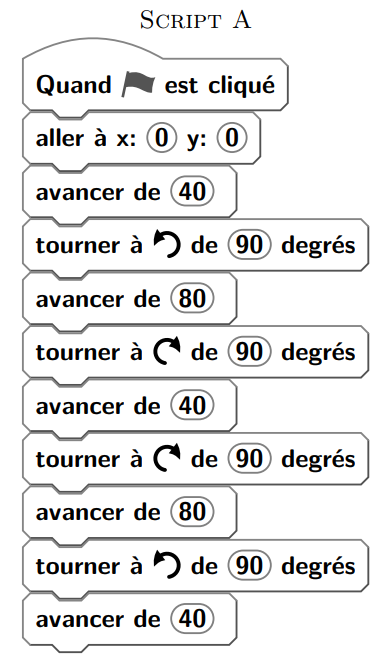 SCRIPT A
Quand est cliqué
aller à x: 0 y: 0
avancer de 40
tourner à de 90 degrés
avancer de 80
tourner à de 90 degrés
avancer de 40
tourner à de 90 degrés
avancer de 80
tourner à de 90 degrés
avancer de 40